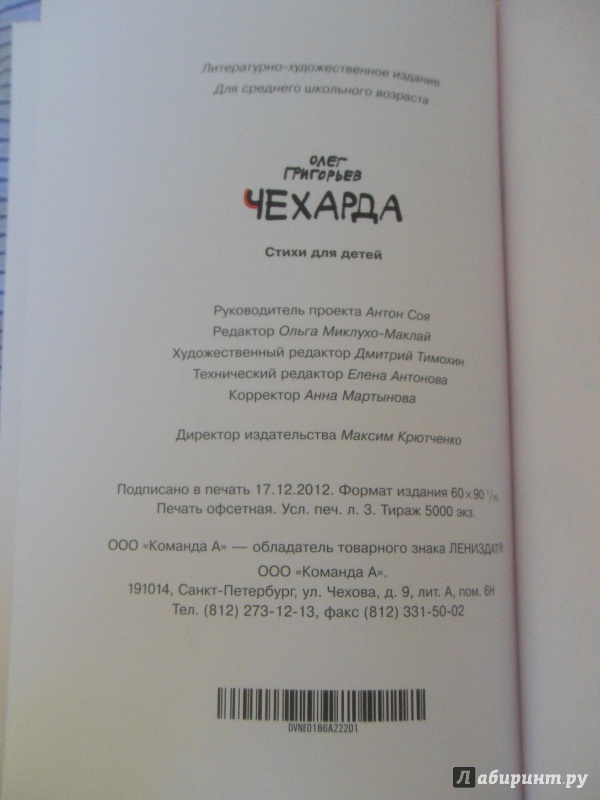 Литературно-художественное издание
Для среднего школьного возраста
ОЛЕГ
ГРИГОРЬЕВ
ЧЕХАРДА
Стихи для детей
Руководитель проекта Антон Соя
Редактор Ольга Миклухо-Маклай
Художественный редактор Дмитрий Тимохин
Технический редактор Елена Антонова
Корректор Анна Мартынова
Директор издательства Максим Крютченко
Подписано в печать 17.12.2012. Формат издания 60 × 90
Печать офсетная. Усл. печ. л. 3. Тираж 5000 экз.
ООО «Команда А» — обладатель товарного знака ЛЕНИЗДАТ®
ООО «Команда А».
191014, Санкт-Петербург, ул. Чехова, д. 9, лит. А, пом. 6Н
Тел. (812) 273-12-13, факс (812) 331-50-02
DVNE0186A22201
Лабиринт.ру